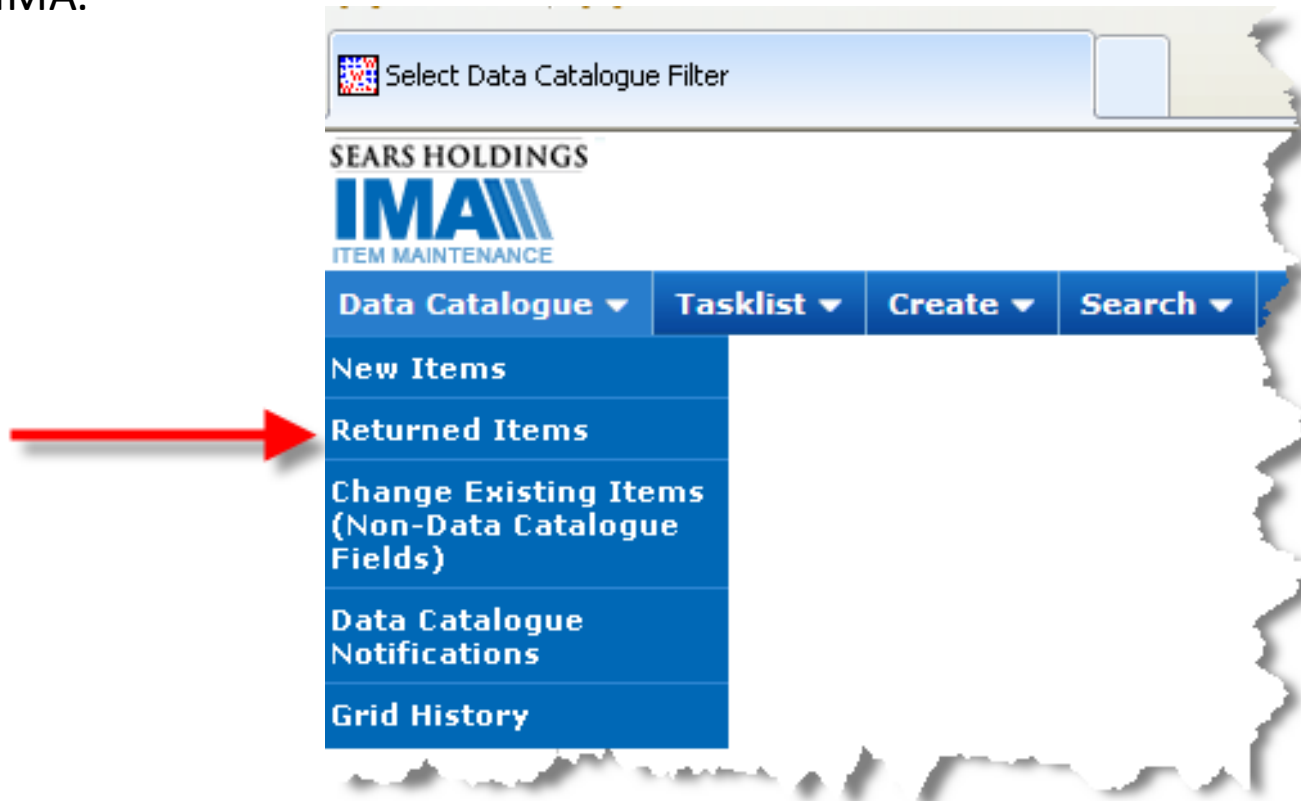 IMA.
Select Data Catalogue Filter
SEARS HOLDINGS
IMA
ITEM MAINTENANCE
Data Catalogue Tasklist Create Search
New Items
Returned Items
Change Existing Items
(Non-Data Catalogue
Fields)
Data Catalogue
Notifications
Grid History